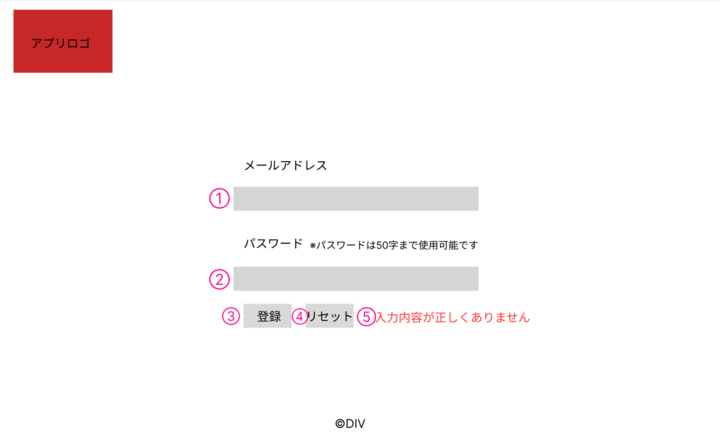 アプリロゴ
メールアドレス
①
パスワード ※パスワードは50字まで使用可能です
②
③ 登録 ④ リセット ⑤ 入力内容が正しくありません
©DIV